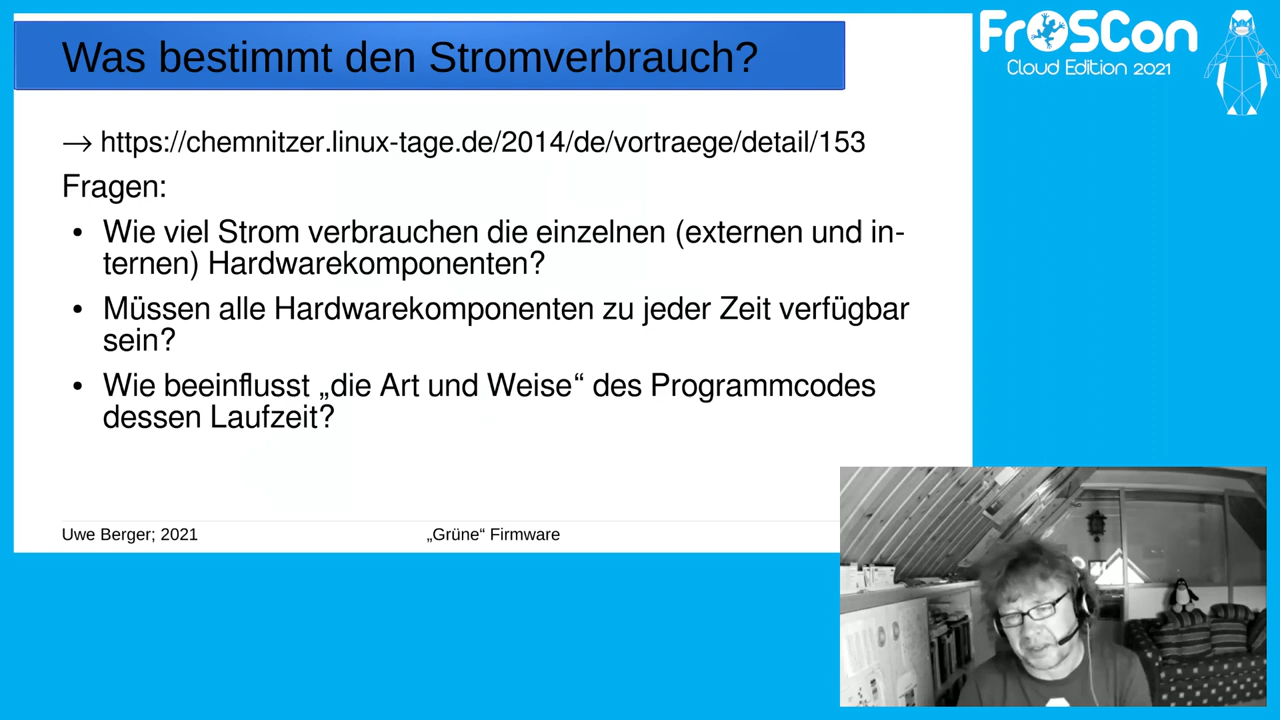 Was bestimmt den Stromverbrauch?
→ https://chemnitzer.linux-tage.de/2014/de/vortraege/detail/153
Fragen:
• Wie viel Strom verbrauchen die einzelnen (externen und in-
ternen) Hardwarekomponenten?
• Müssen alle Hardwarekomponenten zu jeder Zeit verfügbar
sein?
• Wie beeinflusst „die Art und Weise“ des Programmcodes
dessen Laufzeit?
Uwe Berger; 2021
„Grüne“ Firmware
FrOSCon
Cloud Edition 2021